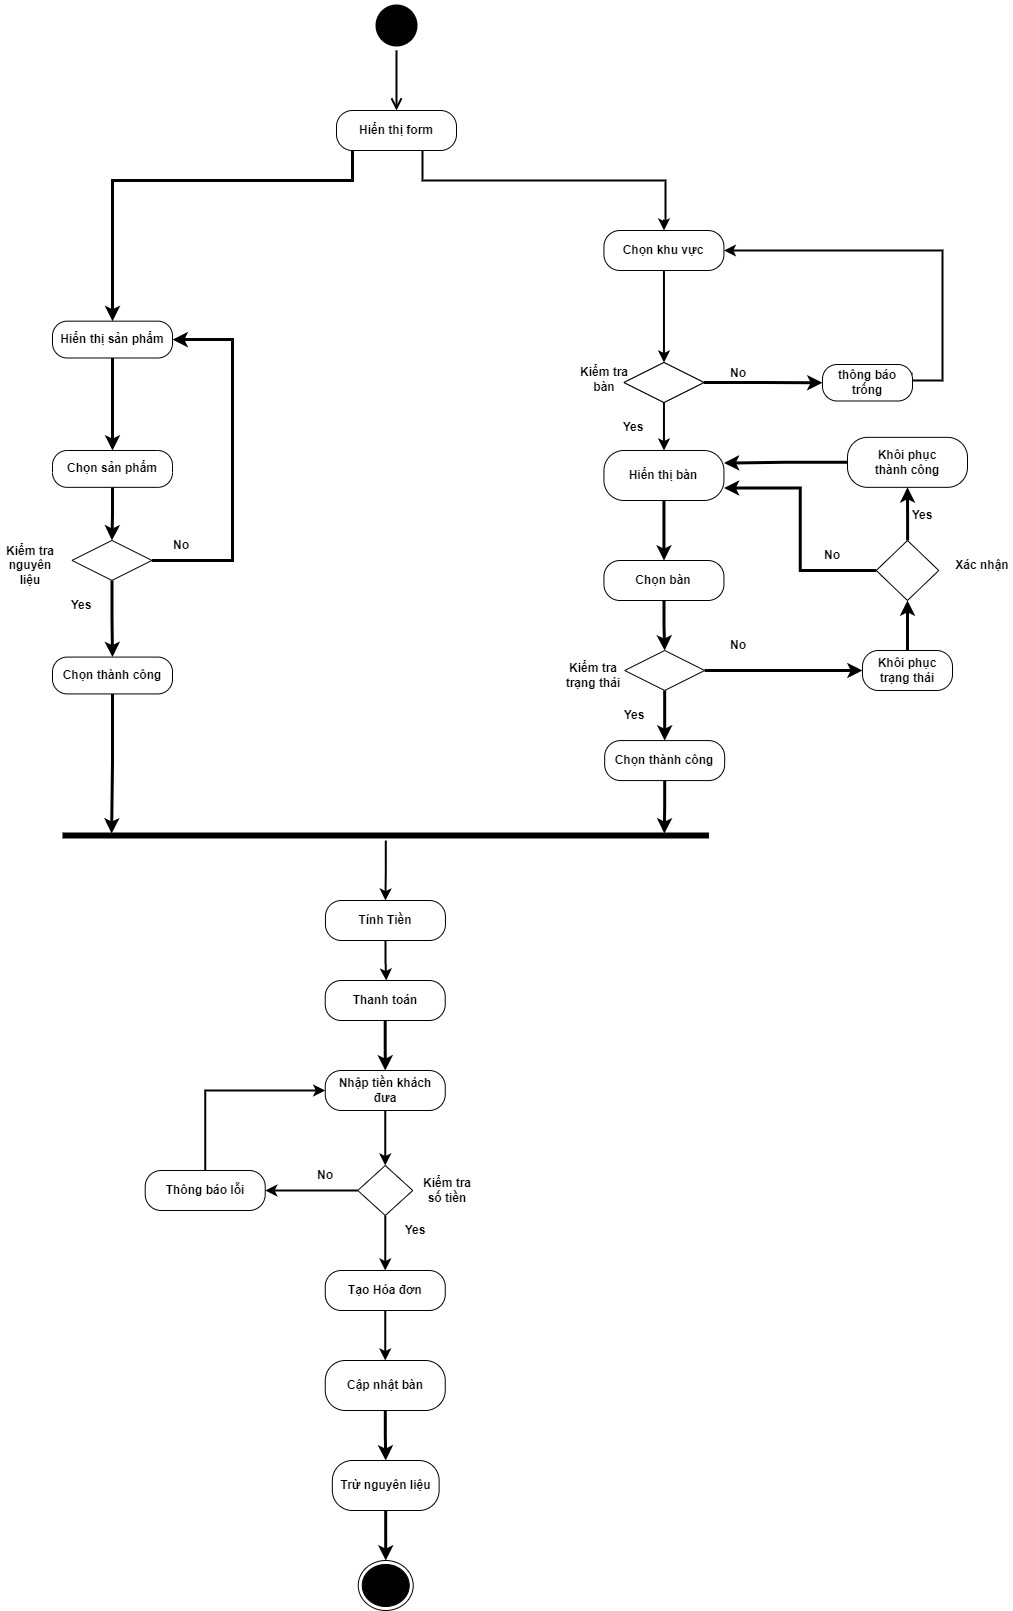 Hiển thị form
Chọn khu vực
Hiển thị sản phẩm
Kiểm tra
bàn
No
thông báo
trống
Yes
Chọn sản phẩm
Hiển thị bàn
Khôi phục
thành công
Yes
Kiểm tra
nguyên
liệu
No
No
Xác nhận
Chọn bàn
Yes
Kiểm tra
trạng thái
No
Khôi phục
trạng thái
Chọn thành công
Yes
Chọn thành công
Tính Tiền
Thanh toán
Nhập tiền khách
đưa
No
Thông báo lỗi
Kiểm tra
số tiền
Yes
Tạo Hóa đơn
Cập nhật bàn
Trừ nguyên liệu